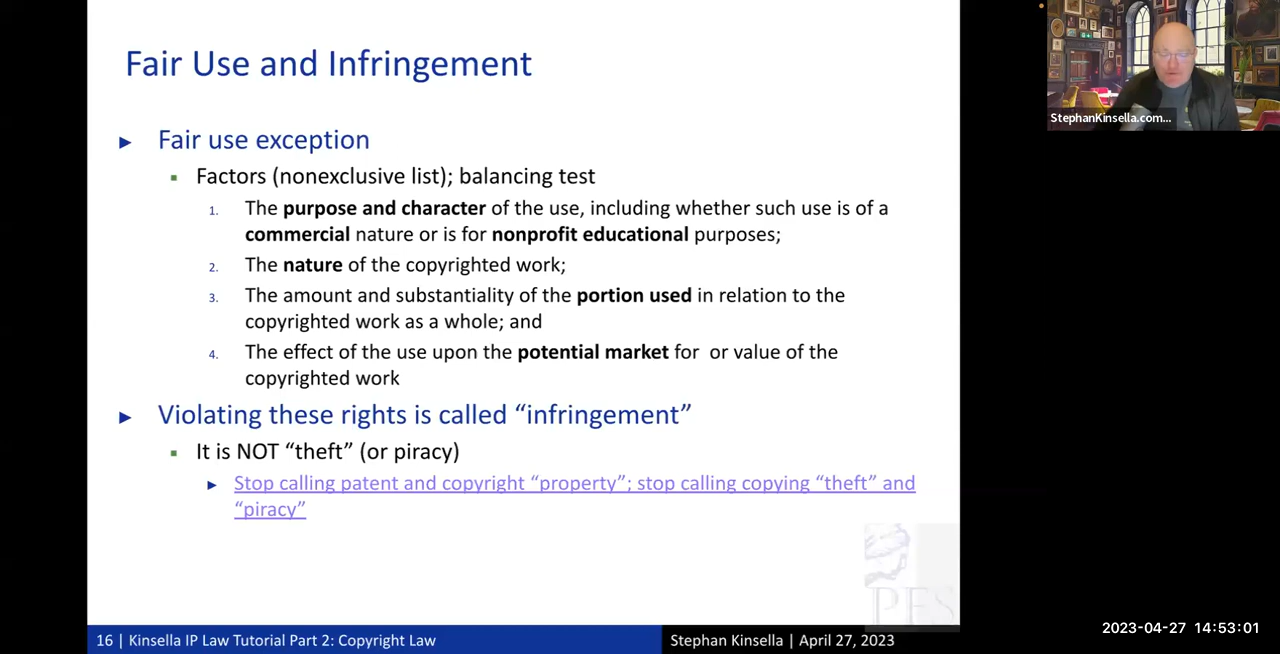 Fair Use and Infringement
► Fair use exception
▪ Factors (nonexclusive list); balancing test
1. The purpose and character of the use, including whether such use is of a
commercial nature or is for nonprofit educational purposes;
2. The nature of the copyrighted work;
3. The amount and substantiality of the portion used in relation to the
copyrighted work as a whole; and
4. The effect of the use upon the potential market for or value of the
copyrighted work
► Violating these rights is called “infringement”
▪ It is NOT “theft” (or piracy)
► Stop calling patent and copyright “property”; stop calling copying “theft” and
“piracy”
PFS
16 | Kinsella IP Law Tutorial Part 2: Copyright Law
Stephan Kinsella | April 27, 2023
StephanKinsella.com...
2023-04-27 14:53:01